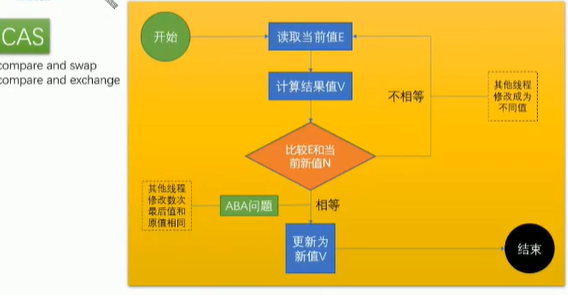 CAS
compare and swap
compare and exchange
开始
读取当前值E
计算结果值V
不相等
其他线程
修改成为
不同值
比较E和当
前新值N
其他线程
修改数次
最后值和
原值相同
ABA问题
相等
更新为
新值V
结束